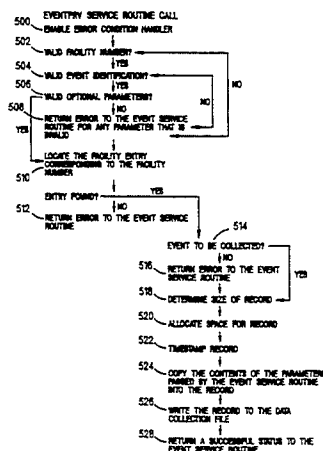 EVENTPRY SERVICE ROUTINE CALL
500 ENABLE ERROR CONDITION HANDLER
502 VALID FACILITY NUMBER?
YES
504 VALID EVENT IDENTIFICATION?
YES
506 VALID OPTIONAL PARAMETERS?
NO
NO
NO
508 RETURN ERROR TO THE EVENT SERVICE
ROUTINE FOR ANY PARAMETER THAT IS
INVALID
YES
LOCATE THE FACILITY ENTRY
CORRESPONDING TO THE FACILITY
510 NUMBER
ENTRY FOUND?
YES
NO
512 RETURN ERROR TO THE EVENT SERVICE
ROUTINE
514
EVENT TO BE COLLECTED?
NO
516 RETURN ERROR TO THE EVENT
SERVICE ROUTINE
YES
518 DETERMINE SIZE OF RECORD
520
ALLOCATE SPACE FOR RECORD
522
TIMESTAMP RECORD
524
COPY THE CONTENTS OF THE PARAMETERS
PASSED BY THE EVENT SERVICE ROUTINE
INTO THE RECORD
526
WRITE THE RECORD TO THE DATA
COLLECTION FILE
528
RETURN A SUCCESSFUL STATUS TO THE
EVENT SERVICE ROUTINE